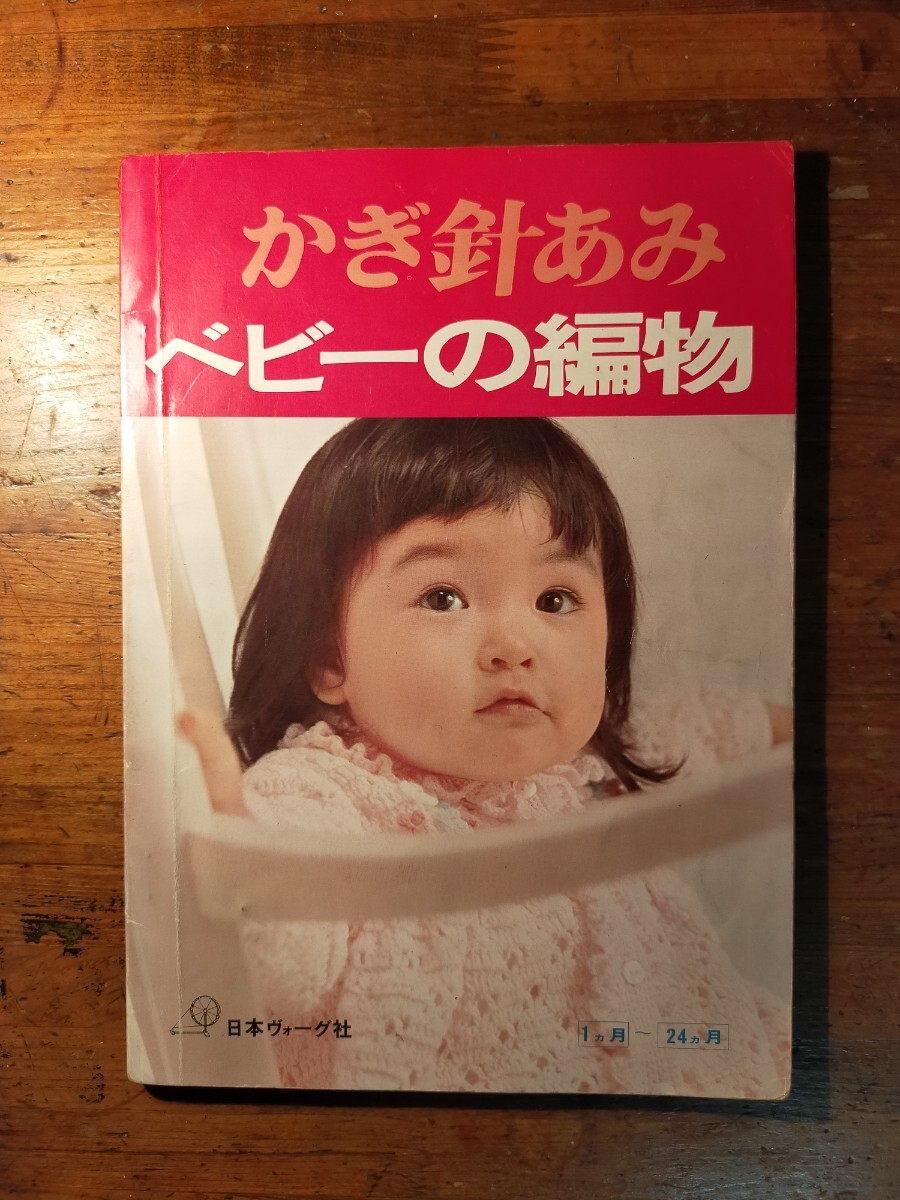 かぎ針あみ
ベビーの編物
日本ヴォーグ社
1ヵ月～24ヵ月